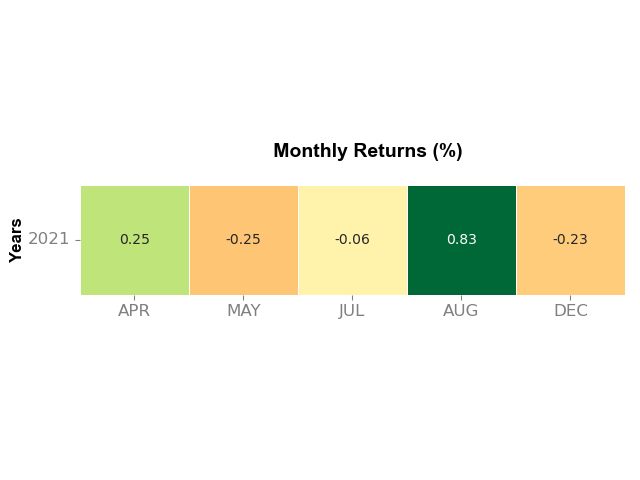 Monthly Returns (%)
Years
2021
0.25 -0.25 -0.06 0.83 -0.23
APR MAY JUL AUG DEC